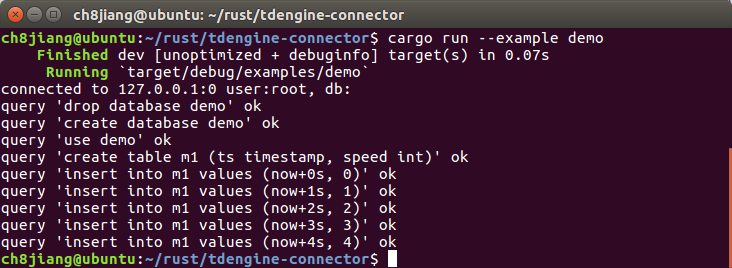 ch8jiang@ubuntu: ~/rust/tdengine-connector
ch8jiang@ubuntu:~/rust/tdengine-connector$ cargo run --example demo
    Finished dev [unoptimized + debuginfo] target(s) in 0.07s
     Running `target/debug/examples/demo`
connected to 127.0.0.1:0 user:root, db:
query 'drop database demo' ok
query 'create database demo' ok
query 'use demo' ok
query 'create table m1 (ts timestamp, speed int)' ok
query 'insert into m1 values (now+0s, 0)' ok
query 'insert into m1 values (now+1s, 1)' ok
query 'insert into m1 values (now+2s, 2)' ok
query 'insert into m1 values (now+3s, 3)' ok
query 'insert into m1 values (now+4s, 4)' ok
ch8jiang@ubuntu:~/rust/tdengine-connector$